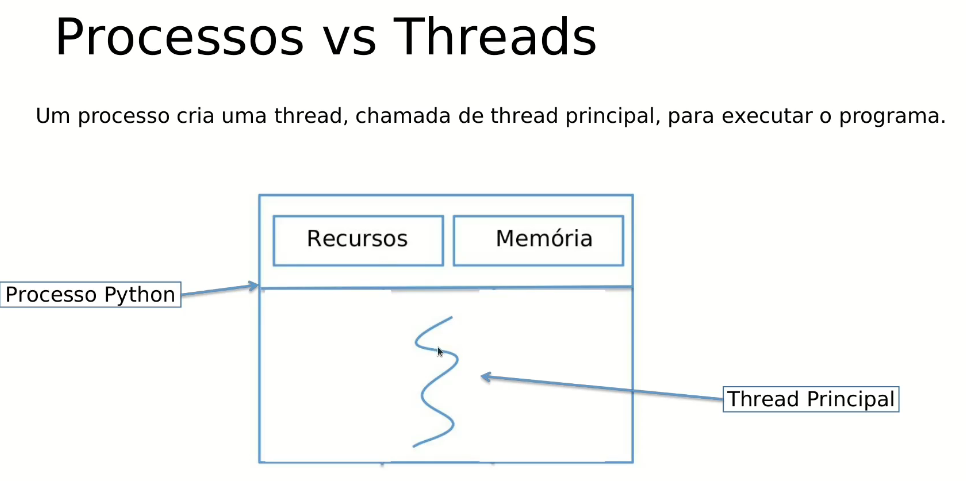 Processos vs Threads
Um processo cria uma thread, chamada de thread principal, para executar o programa.
Recursos
Memória
Processo Python
Thread Principal